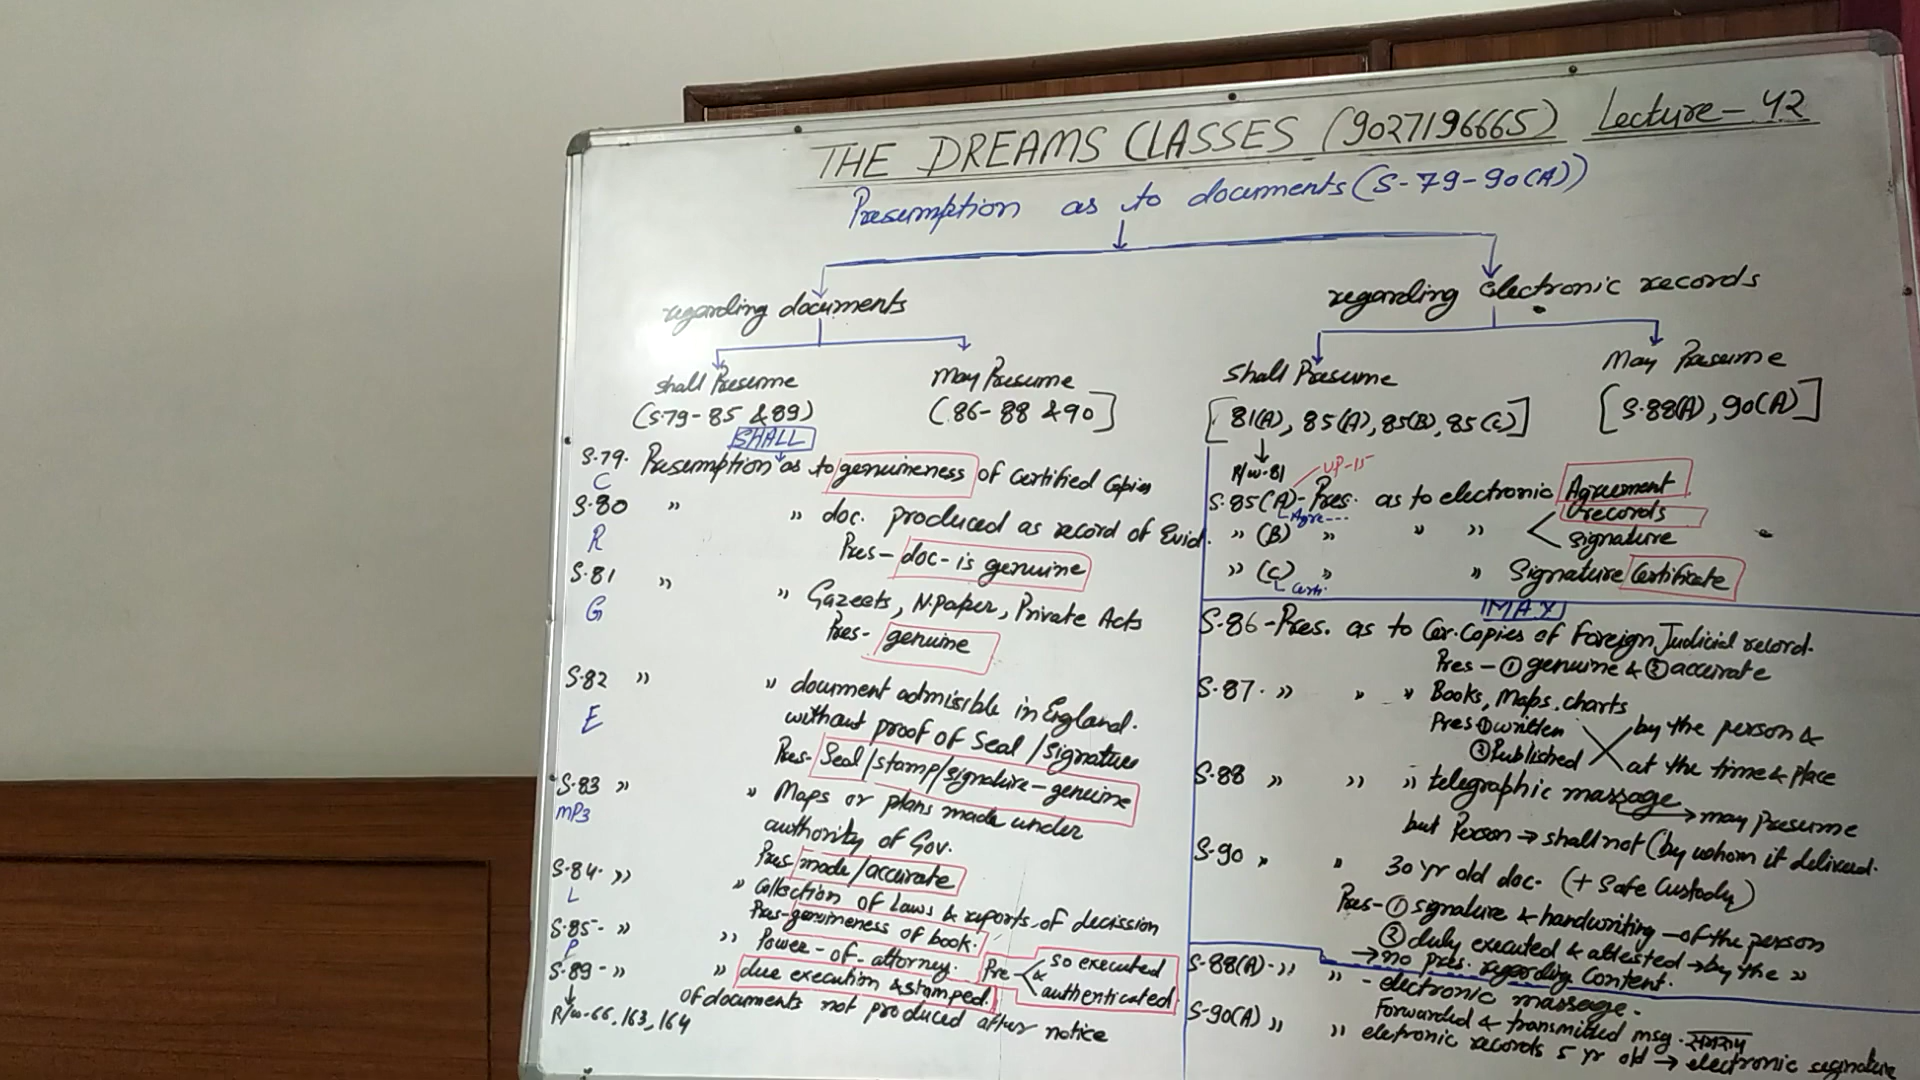 THE DREAMS CLASSES (9027196665) Lecture - 42
Presumption as to documents (S-79-90(A))
regarding documents
regarding electronic records
shall Presume
(S.79-85 & 89)
May Presume
(86-88 & 90]
Shall Presume
[81(A), 85(A), 85(B), 85(C)]
May Presume
[S.88(A), 90(A)]
SHALL
S.79. Presumption as to genuineness of Certified Copies
C
S.80 " " doc. produced as record of Evid.
R
Pres - doc - is genuine
S.81 " " Gazeets, N.Paper, Private Acts
G
Pres - genuine
S.82 " " document admissible in England.
E
without proof of Seal / Signature
Pres- Seal/stamp/signature - genuine
S.83 " " Maps or plans made under
MP3
authority of Gov.
Pres- made/accurate
S.84. " " Collection of Laws & reports of decission
L
Pres- genuineness of book.
S.85- " " Power-of-attorney. Pre - so executed & authenticated
P
S.89- " " due execution & stamped.
of documents not produced after notice
R/w-66, 163, 164
R/w-81
UP-15
S.85(A)- Pres. as to electronic Agreement
Agre---
" (B) " " " records
signature
" (C) " " Signature Certificate
Certi.
MAY
S.86-Pres. as to Cer. Copies of Foreign Judicial record.
Pres - ① genuine & ② accurate
S.87. " " " Books, Maps, charts
Pres ① written by the person &
② Published at the time & place
S.88 " " " telegraphic massage → may presume
but Person → shall not (by whom it delivered.
S.90 " " 30 yr old doc. (+ Safe Custody)
Pres- ① signature & handwriting - of the person
② duly executed & attested → by the "
→ no pres. regarding Content.
S-88(A)- " " - electronic massage.
Forwarded & transmitted msg.
S-90(A) " " electronic records 5 yr old → electronic seginature